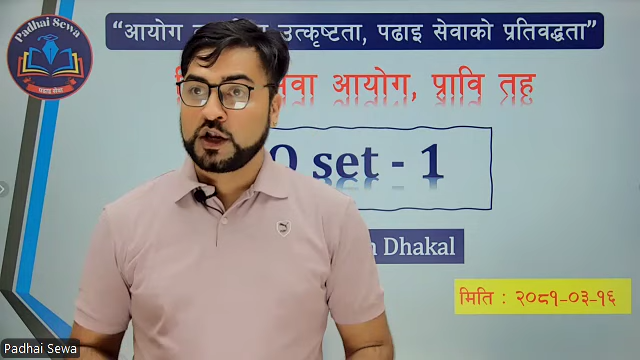 Padhai Sewa
पढाइ सेवा
“आयोग उत्कृष्टता, पढाइ सेवाको प्रतिवद्धता”
सेवा आयोग, प्रावि तह
set - 1
Dhakal
मिति : २०८१-०३-१६
Padhai Sewa